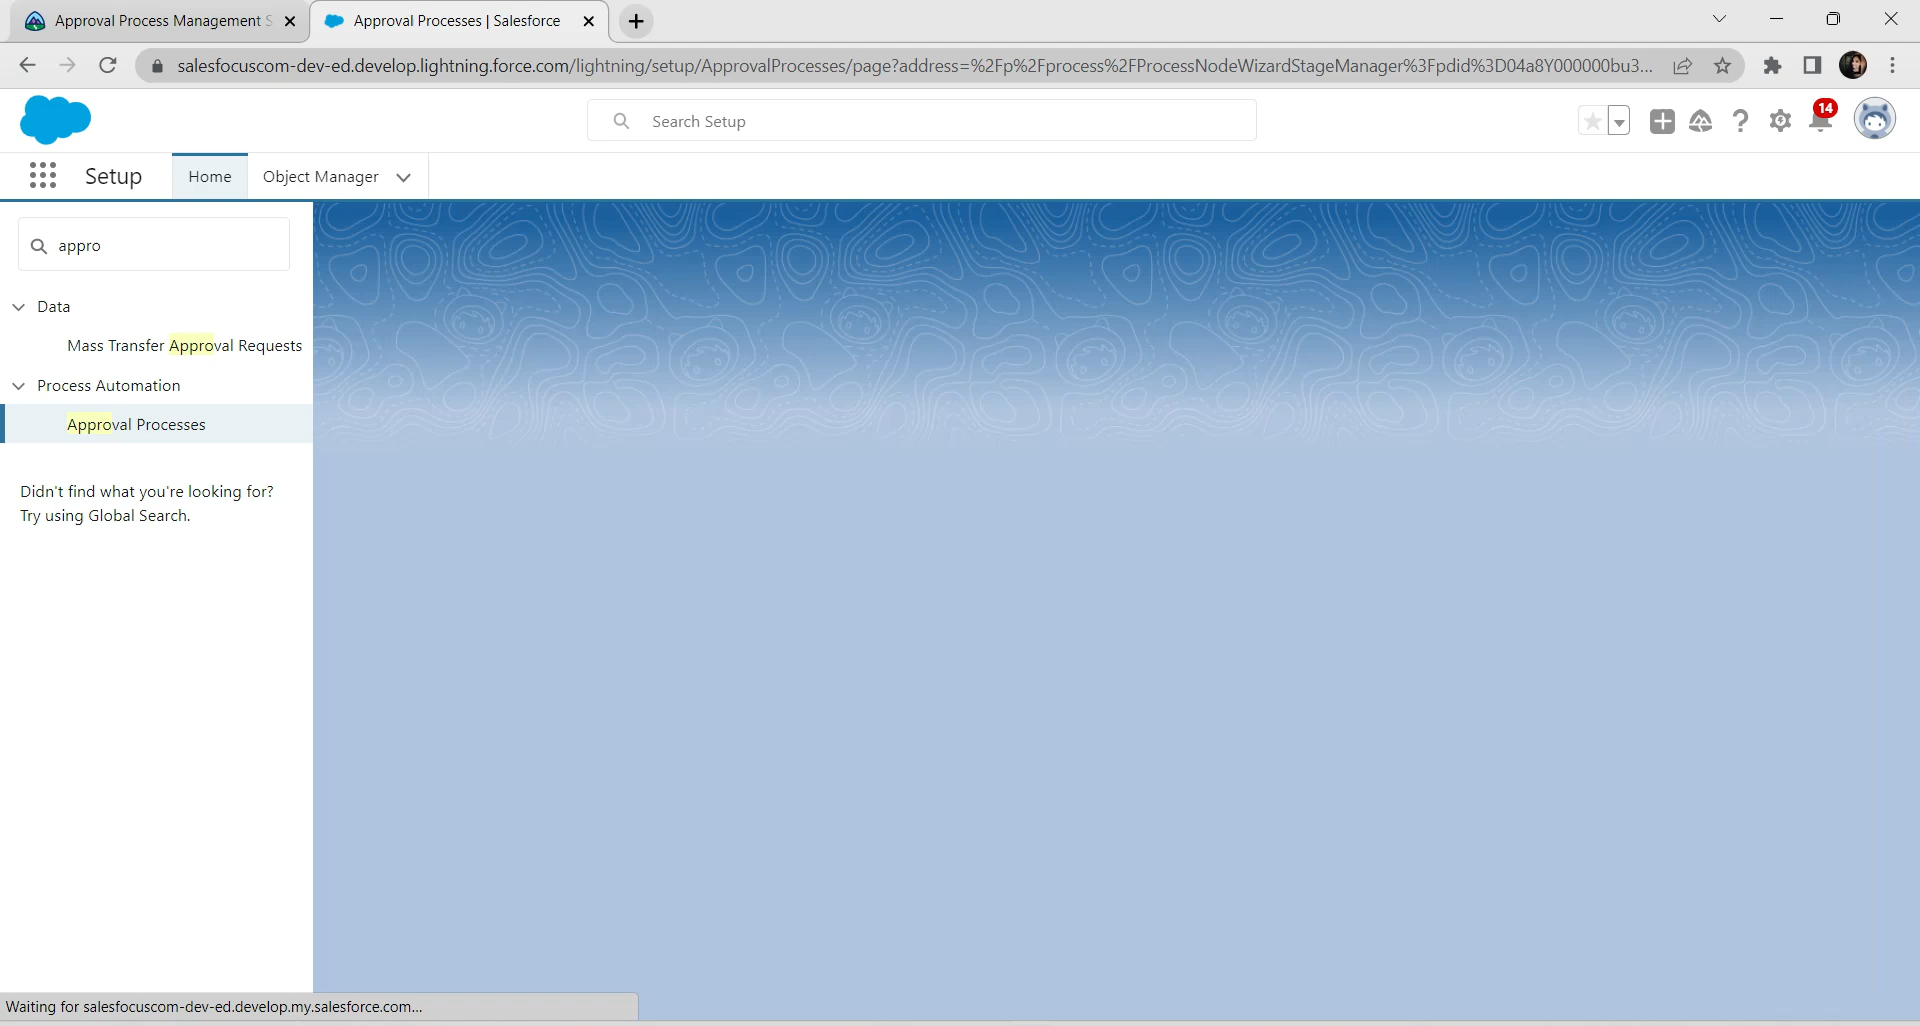 Approval Process Management S
Approval Processes | Salesforce
salesfocuscom-dev-ed.develop.lightning.force.com/lightning/setup/ApprovalProcesses/page?address=%2Fp%2Fprocess%2FProcessNodeWizardStageManager%3Fpdid%3D04a8Y000000bu3...
Search Setup
14
Setup
Home
Object Manager
appro
Data
Mass Transfer Approval Requests
Process Automation
Approval Processes
Didn't find what you're looking for?
Try using Global Search.
Waiting for salesfocuscom-dev-ed.develop.my.salesforce.com...